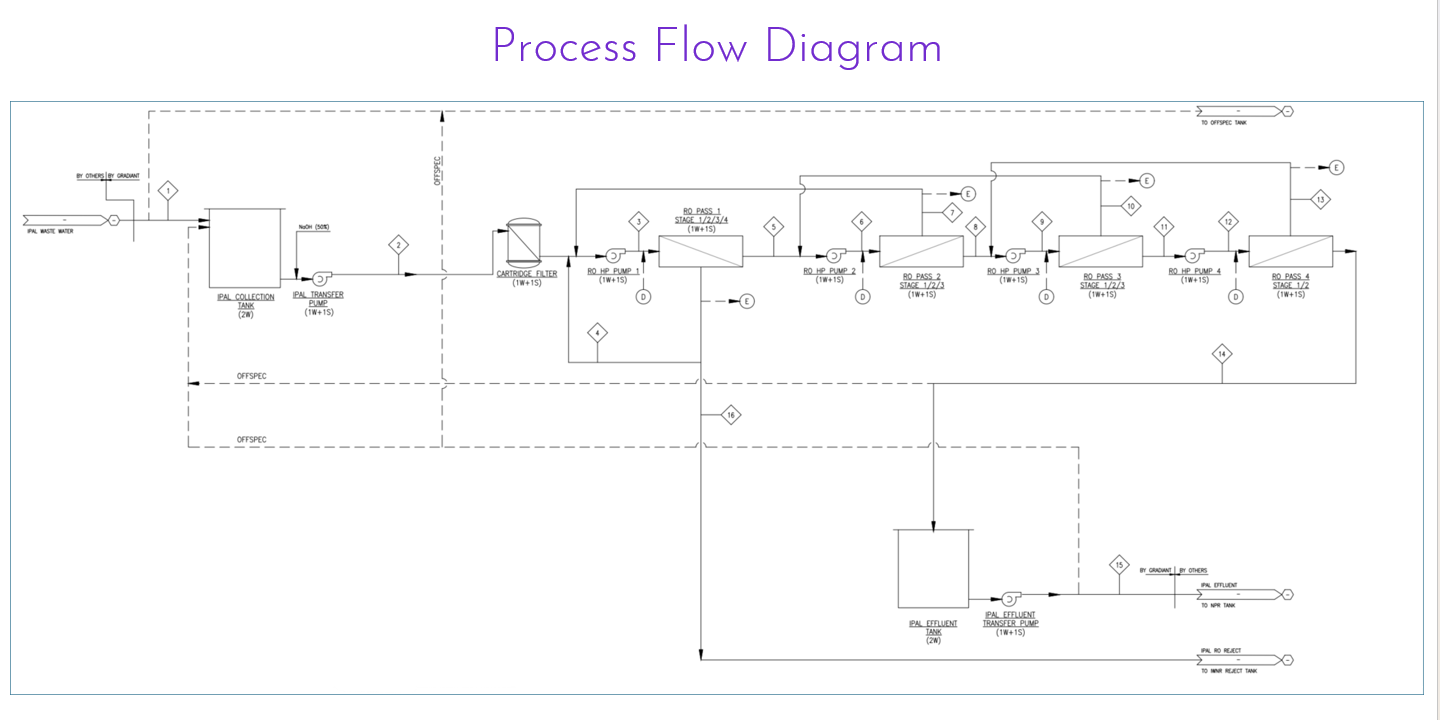 Process Flow Diagram
TO OFFSPEC TANK
OFFSPEC
BY OTHERS
BY GRADIANT
1
IPAL WASTE WATER
NaOH (50%)
2
IPAL COLLECTION
TANK
(2W)
IPAL TRANSFER
PUMP
(1W+1S)
CARTRIDGE FILTER
(1W+1S)
3
RO HP PUMP 1
(1W+1S)
D
RO PASS 1
STAGE 1/2/3/4
(1W+1S)
E
4
5
6
RO HP PUMP 2
(1W+1S)
D
E
7
RO PASS 2
STAGE 1/2/3
(1W+1S)
8
9
RO HP PUMP 3
(1W+1S)
D
E
10
RO PASS 3
STAGE 1/2/3
(1W+1S)
11
12
RO HP PUMP 4
(1W+1S)
D
E
13
RO PASS 4
STAGE 1/2
(1W+1S)
14
OFFSPEC
16
OFFSPEC
IPAL EFFLUENT
TANK
(2W)
IPAL EFFLUENT
TRANSFER PUMP
(1W+1S)
15
BY GRADIANT
BY OTHERS
IPAL EFFLUENT
TO NPR TANK
IPAL RO REJECT
TO WNR REJECT TANK